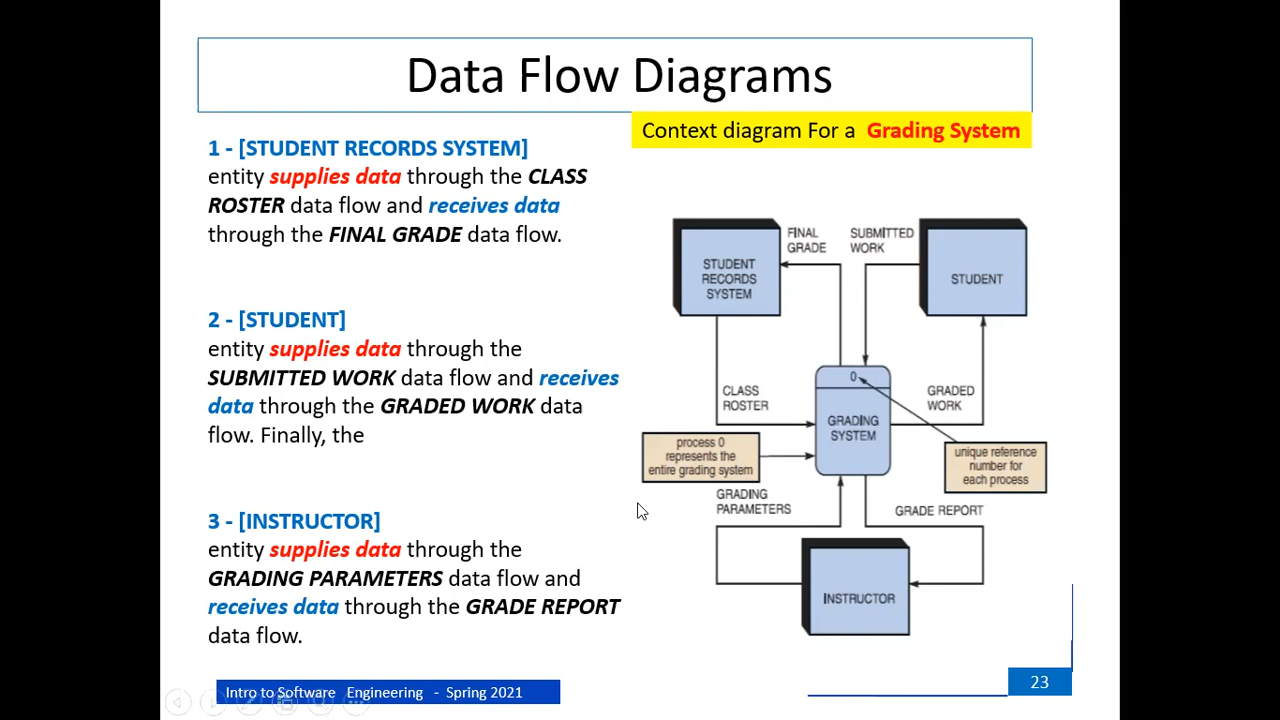 Data Flow Diagrams
Context diagram For a Grading System
1 - [STUDENT RECORDS SYSTEM]
entity supplies data through the CLASS
ROSTER data flow and receives data
through the FINAL GRADE data flow.
2 - [STUDENT]
entity supplies data through the
SUBMITTED WORK data flow and receives
data through the GRADED WORK data
flow. Finally, the
3 - [INSTRUCTOR]
entity supplies data through the
GRADING PARAMETERS data flow and
receives data through the GRADE REPORT
data flow.
STUDENT
RECORDS
SYSTEM
FINAL
GRADE
SUBMITTED
WORK
STUDENT
CLASS
ROSTER
0
GRADING
SYSTEM
GRADED
WORK
process 0
represents the
entire grading system
unique reference
number for
each process
GRADING
PARAMETERS
GRADE REPORT
INSTRUCTOR
Intro to Software Engineering - Spring 2021
23